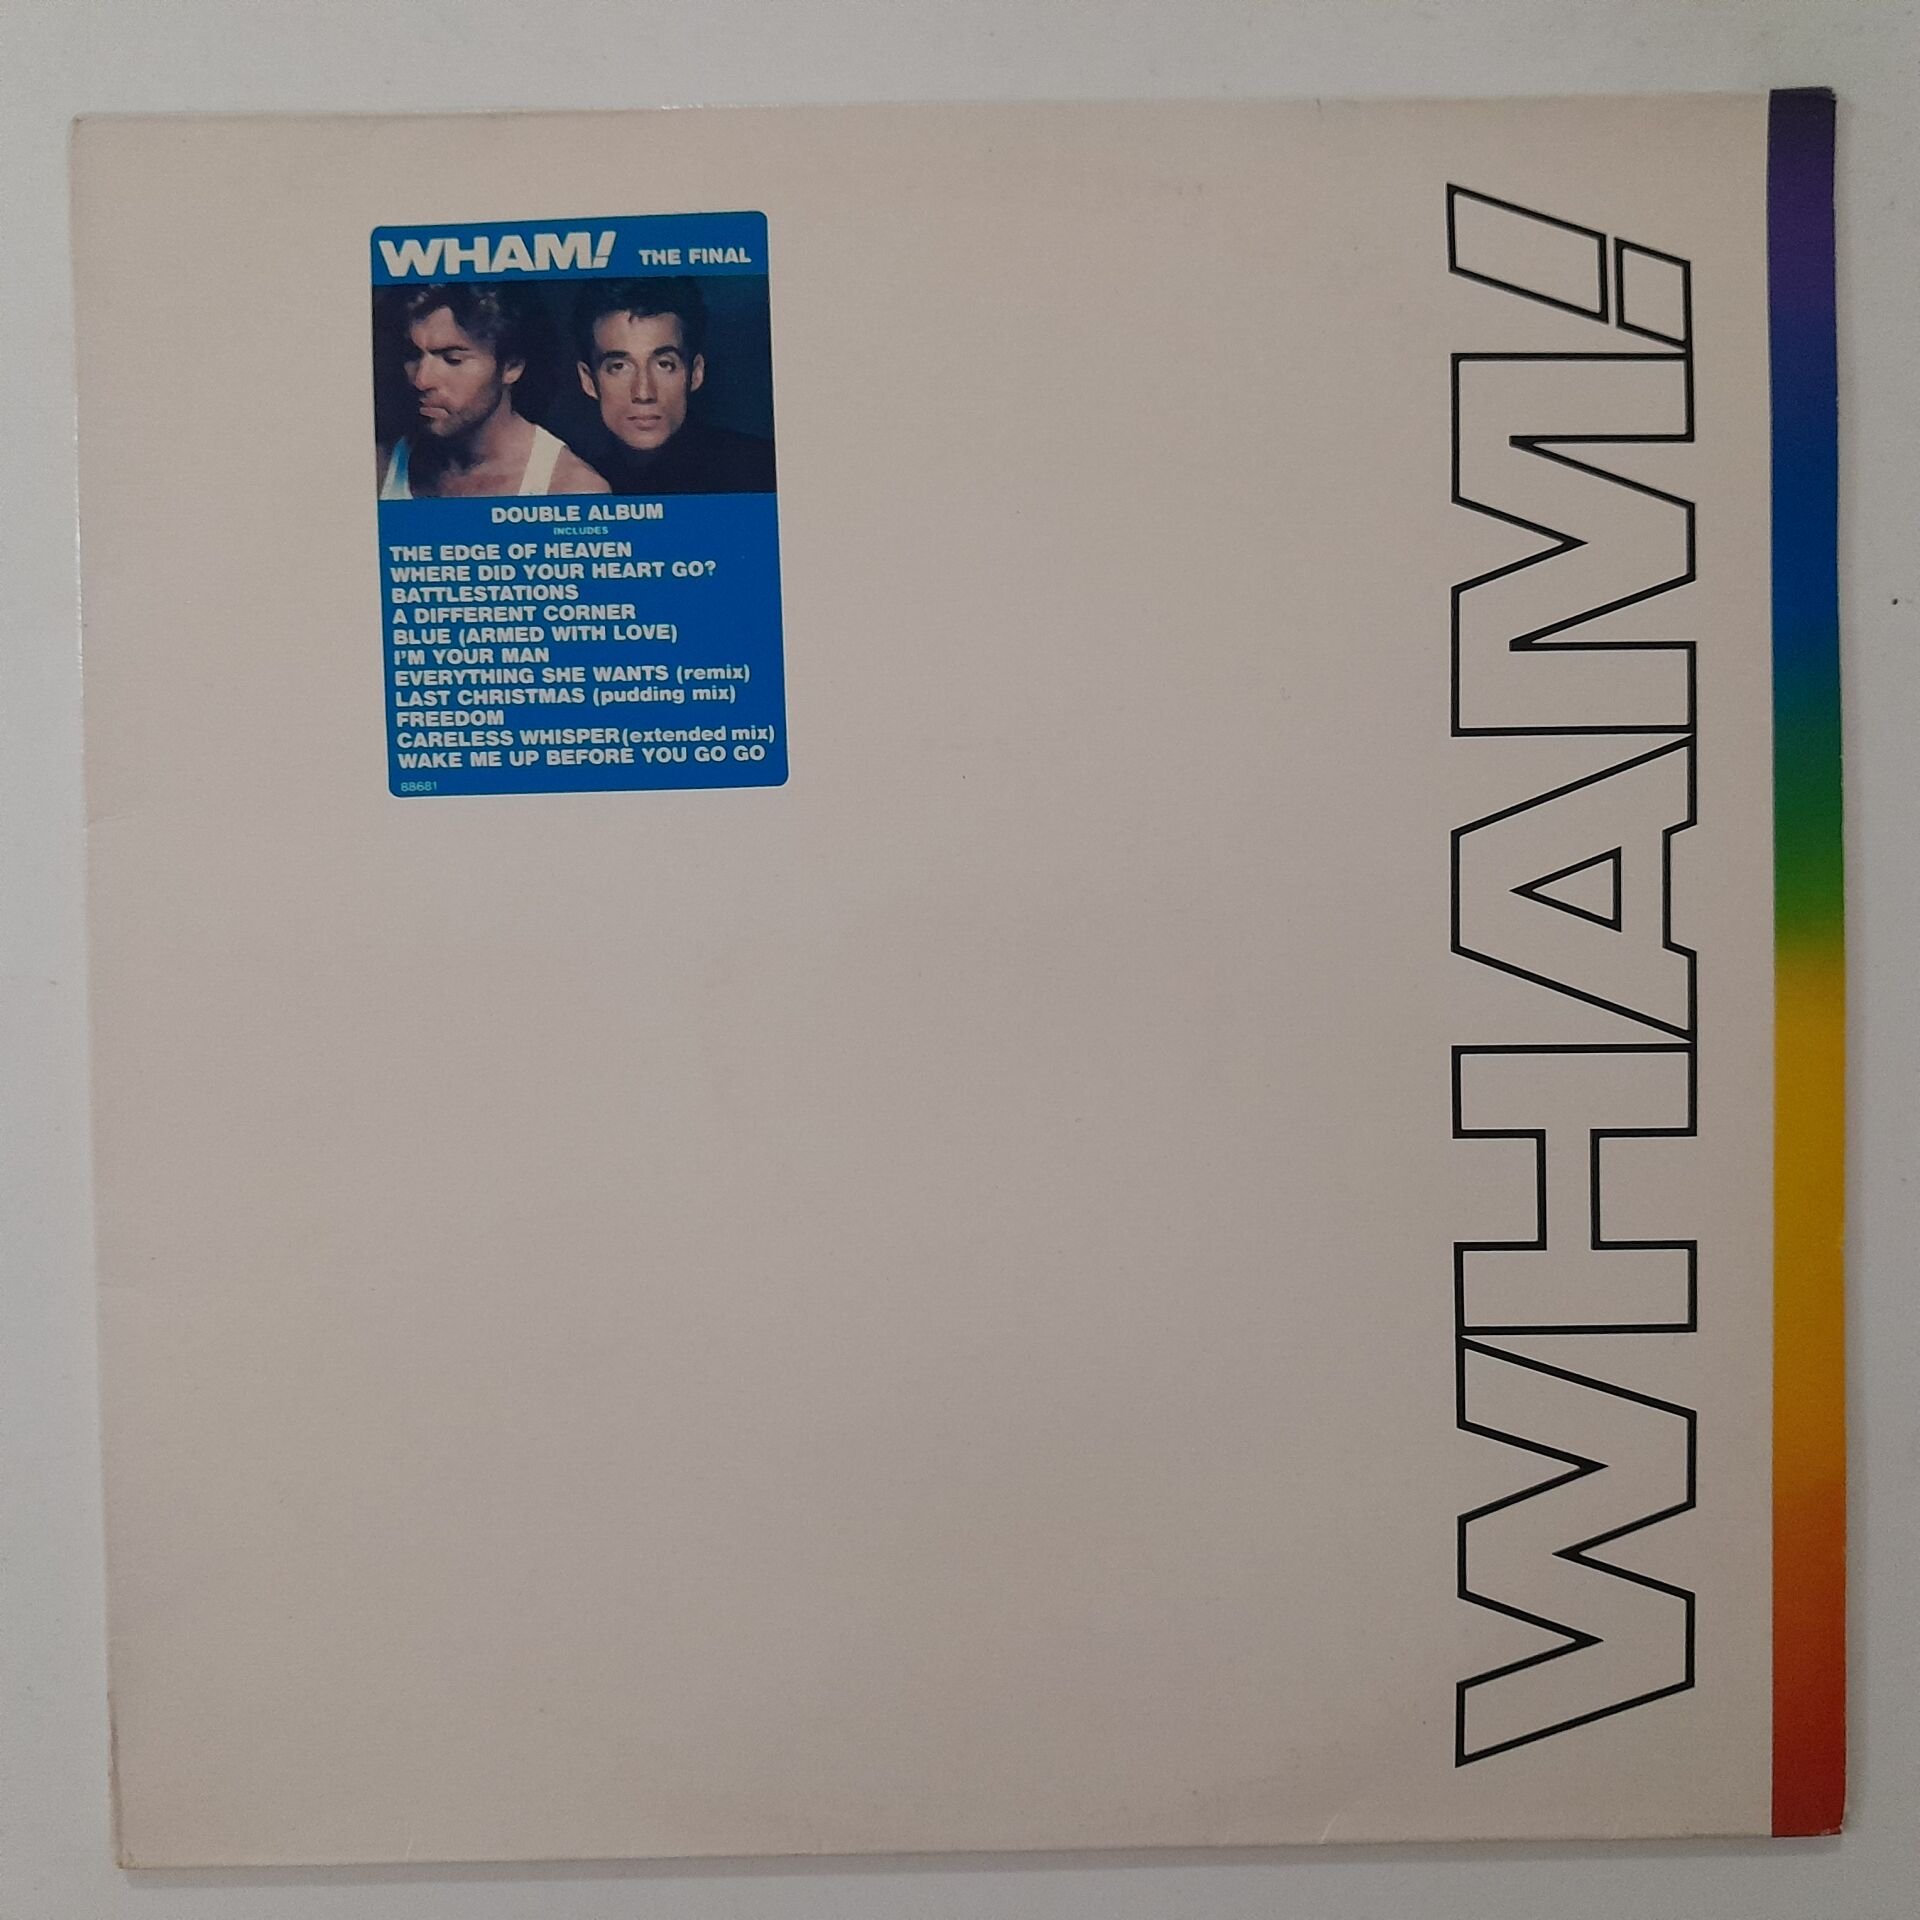 WHAM! THE FINAL
DOUBLE ALBUM
INCLUDES
THE EDGE OF HEAVEN
WHERE DID YOUR HEART GO?
BATTLESTATIONS
A DIFFERENT CORNER
BLUE (ARMED WITH LOVE)
I'M YOUR MAN
EVERYTHING SHE WANTS (remix)
LAST CHRISTMAS (pudding mix)
FREEDOM
CARELESS WHISPER (extended mix)
WAKE ME UP BEFORE YOU GO GO
88681
WHAM!